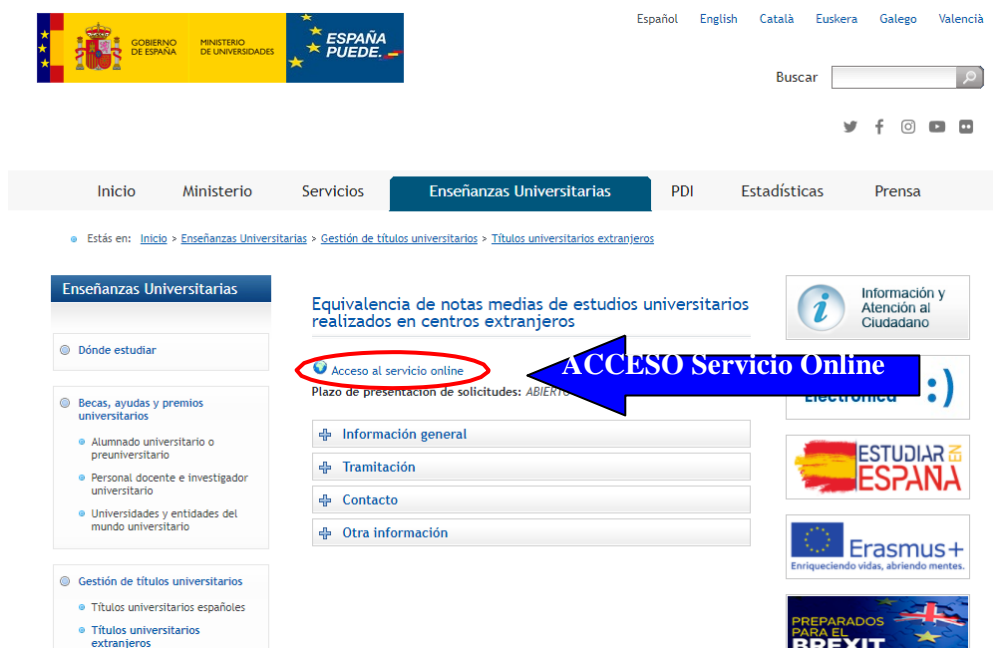 Español English Català Euskera Galego Valencià
GOBIERNO
DE ESPAÑA
MINISTERIO
DE UNIVERSIDADES
ESPAÑA
PUEDE.
Buscar
Inicio Ministerio Servicios Enseñanzas Universitarias PDI Estadísticas Prensa
Estás en: Inicio > Enseñanzas Universitarias > Gestión de títulos universitarios > Títulos universitarios extranjeros
Enseñanzas Universitarias
Dónde estudiar
Becas, ayudas y premios
universitarios
Alumnado universitario o
preuniversitario
Personal docente e investigador
universitario
Universidades y entidades del
mundo universitario
Gestión de títulos universitarios
Títulos universitarios españoles
Títulos universitarios
extranjeros
Equivalencia de notas medias de estudios universitarios
realizados en centros extranjeros
Acceso al servicio online
ACCESO Servicio Online
Plazo de presentación de solicitudes: ABIERTO
Información general
Tramitación
Contacto
Otra información
Información y
Atención al
Ciudadano
:)
ESTUDIAR EN
ESPAÑA
Erasmus+
Enriqueciendo vidas, abriendo mentes.
PREPARADOS
PARA EL
BREXIT